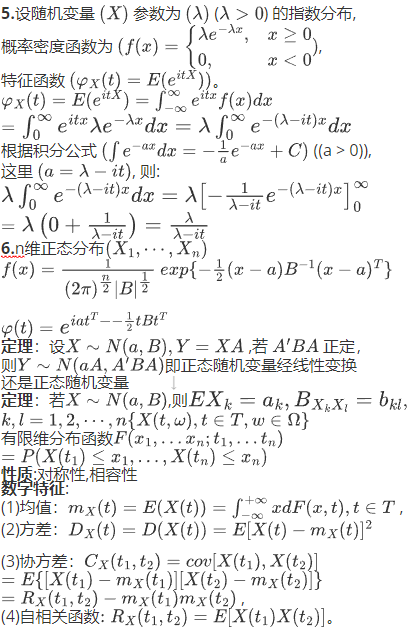 5.设随机变量 (X) 参数为 (λ) (λ > 0) 的指数分布,
概率密度函数为 (f(x) = { λe^{-λx}, x ≥ 0; 0, x < 0 ),
特征函数 (φ_X(t) = E(e^{itX}))。
φ_X(t) = E(e^{itX}) = ∫_{-∞}^{∞} e^{itx} f(x)dx
= ∫_0^∞ e^{itx} λe^{-λx} dx = λ ∫_0^∞ e^{-(λ-it)x} dx
根据积分公式 (∫ e^{-ax} dx = -\frac{1}{a} e^{-ax} + C) ((a > 0)),
这里 (a = λ - it), 则:
λ ∫_0^∞ e^{-(λ-it)x} dx = λ[-\frac{1}{λ-it} e^{-(λ-it)x}]_0^∞
= λ (0 + \frac{1}{λ-it}) = \frac{λ}{λ-it}
6.n维正态分布(X_1, ⋯, X_n)
f(x) = \frac{1}{(2π)^{\frac{n}{2}} |B|^{\frac{1}{2}}} exp{-\frac{1}{2}(x - a)B^{-1}(x - a)^T}
φ(t) = e^{iat^T - -\frac{1}{2}tBt^T}
定理：设X ∼ N(a, B), Y = XA ,若 A′BA 正定,
则Y ∼ N(aA, A′BA)即正态随机变量经线性变换
还是正态随机变量 ↓
定理：若X ∼ N(a, B),则EX_k = a_k, B_{X_kX_l} = b_{kl},
k, l = 1, 2, ⋯, n{X(t, ω), t ∈ T, w ∈ Ω}
有限维分布函数F(x_1, … x_n; t_1, … t_n)
= P(X(t_1) ≤ x_1, …, X(t_n) ≤ x_n)
性质:对称性,相容性
数字特征:
(1)均值：m_X(t) = E(X(t)) = ∫_{-∞}^{+∞} xdF(x, t), t ∈ T ,
(2)方差：D_X(t) = D(X(t)) = E[X(t) - m_X(t)]^2
(3)协方差：C_X(t_1, t_2) = cov[X(t_1), X(t_2)]
= E{[X(t_1) - m_X(t_1)][X(t_2) - m_X(t_2)]}
= R_X(t_1, t_2) - m_X(t_1)m_X(t_2) ,
(4)自相关函数: R_X(t_1, t_2) = E[X(t_1)X(t_2)]。